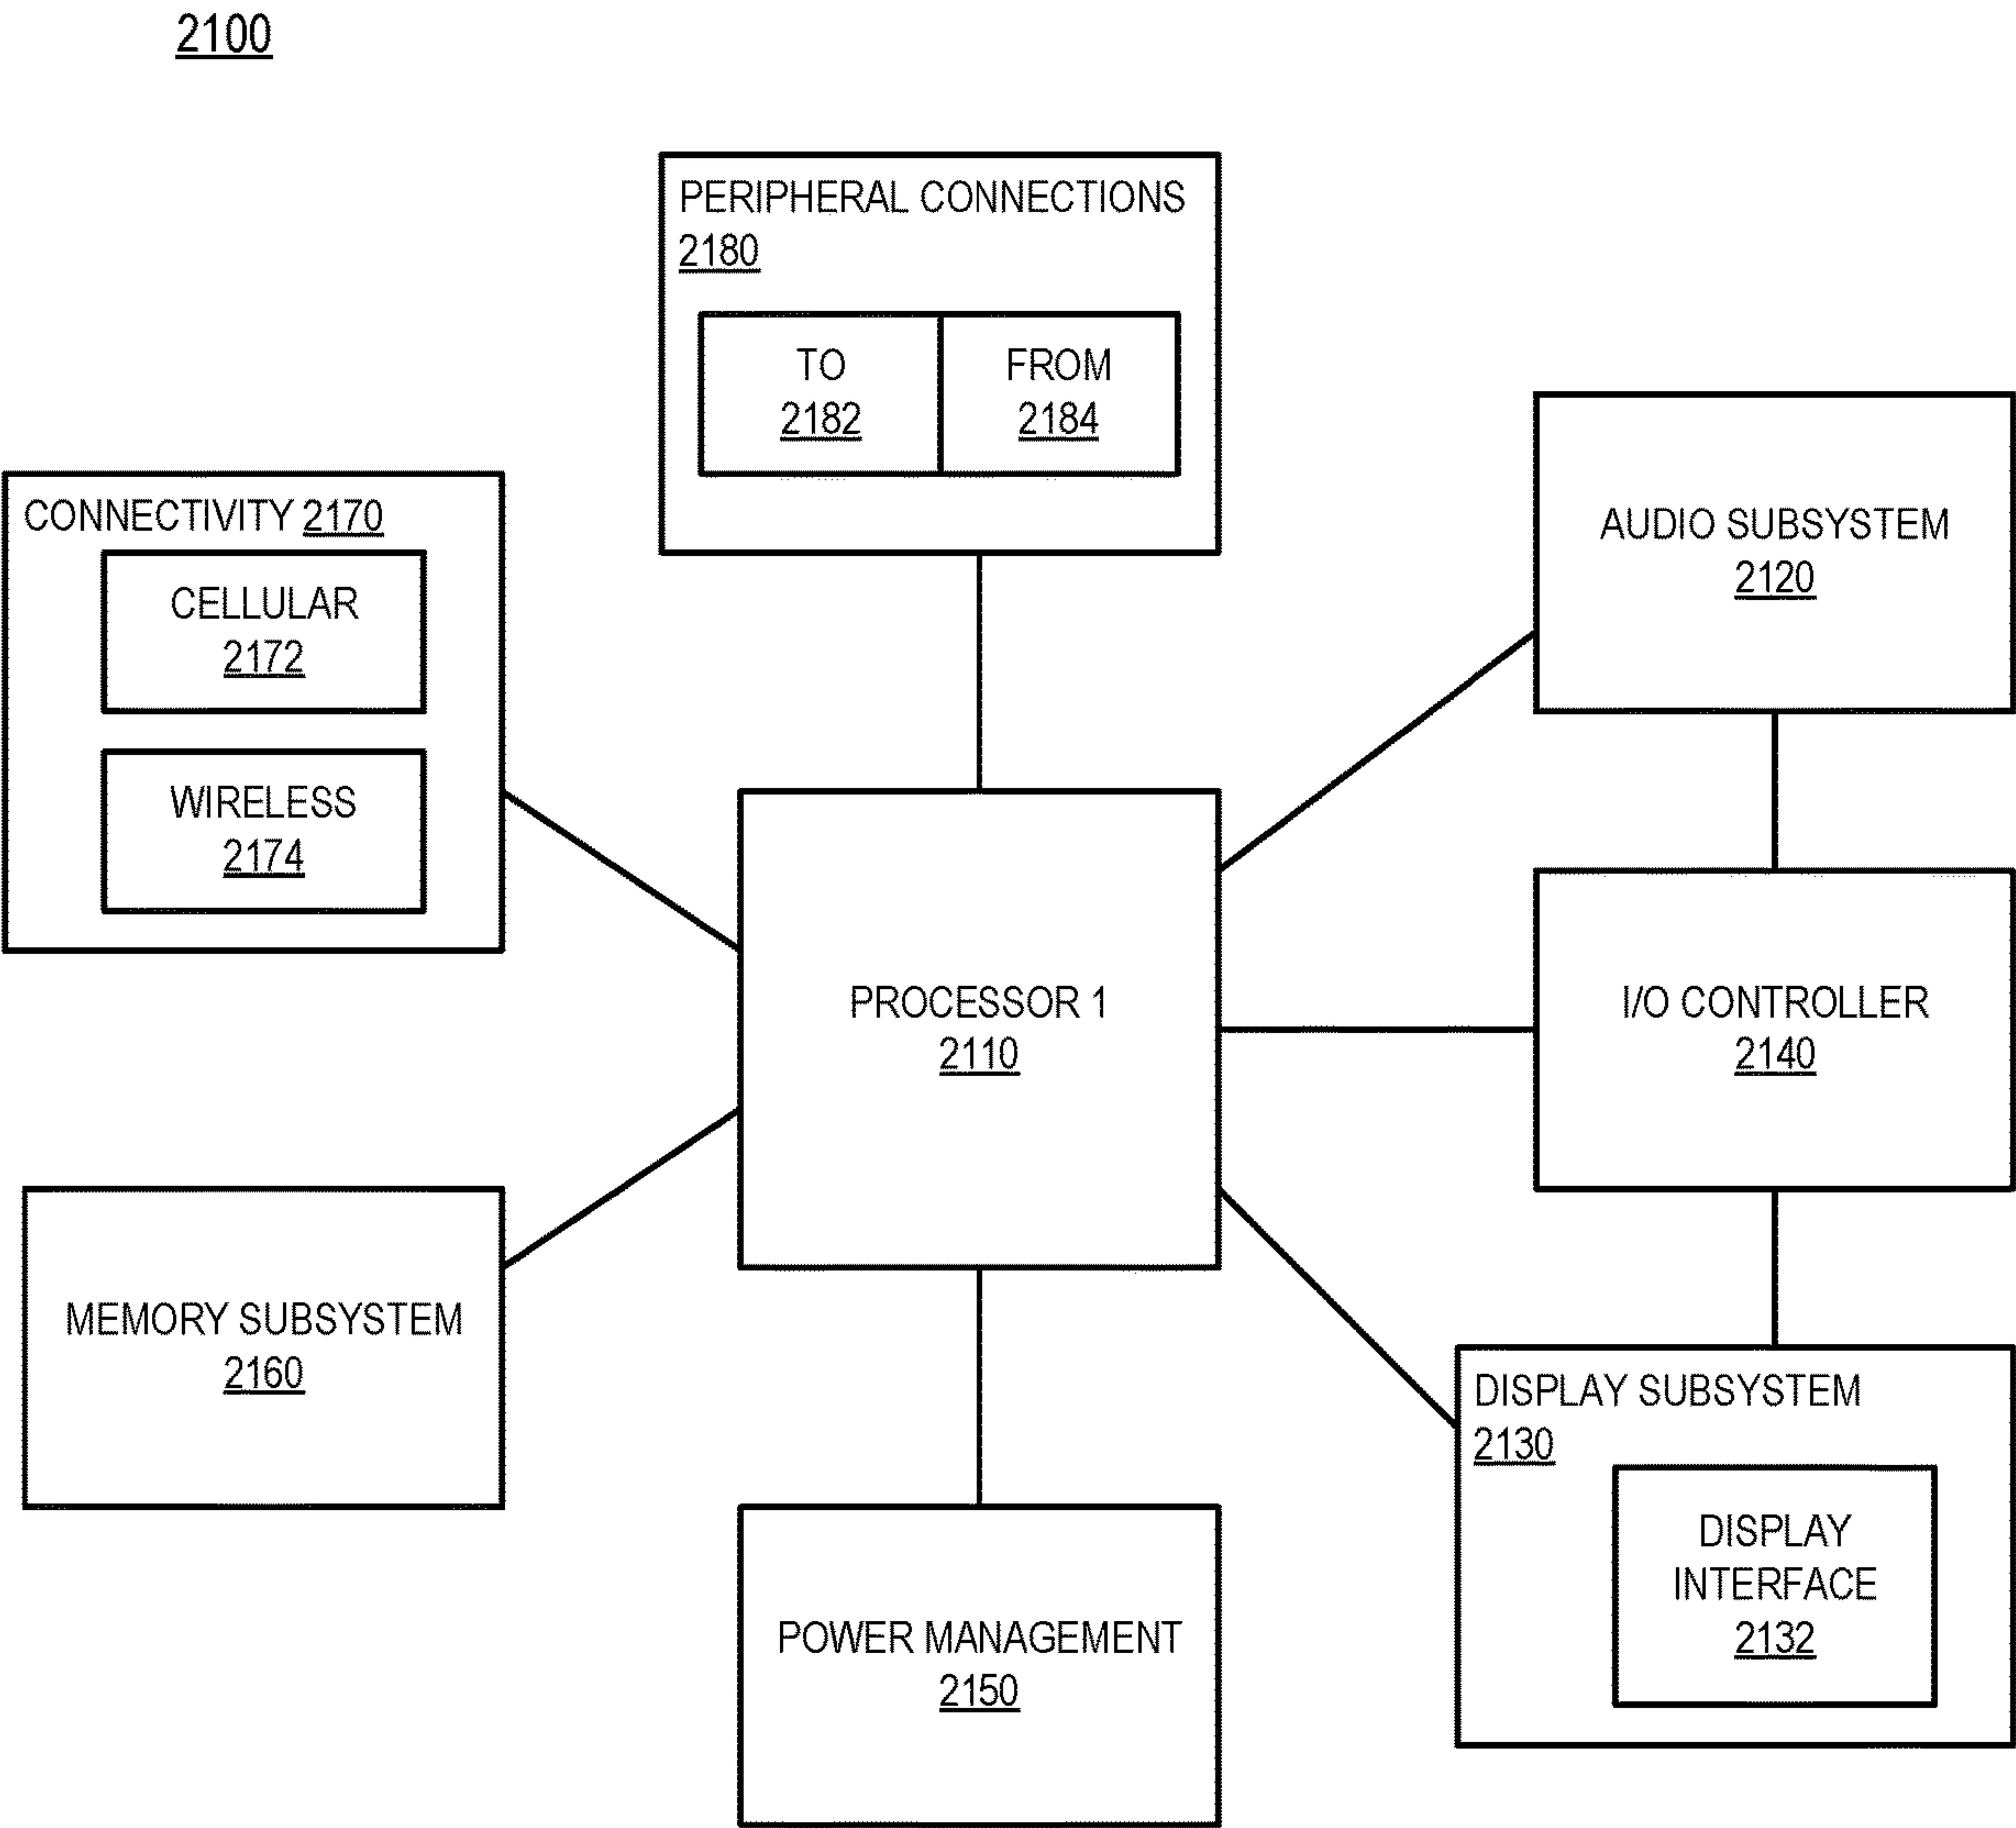 2100
PERIPHERAL CONNECTIONS
2180
TO
2182
FROM
2184
AUDIO SUBSYSTEM
2120
CONNECTIVITY 2170
CELLULAR
2172
WIRELESS
2174
PROCESSOR 1
2110
I/O CONTROLLER
2140
MEMORY SUBSYSTEM
2160
DISPLAY SUBSYSTEM
2130
DISPLAY
INTERFACE
2132
POWER MANAGEMENT
2150